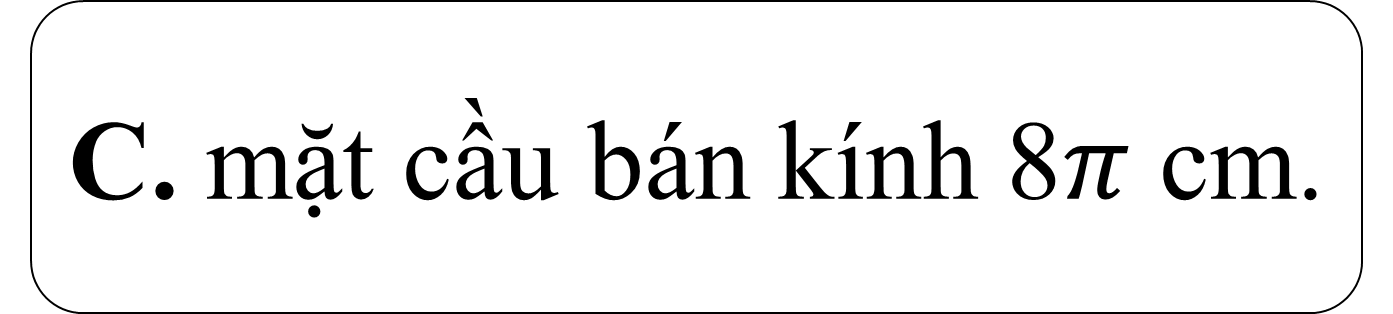 C. mặt cầu bán kính 8π cm.